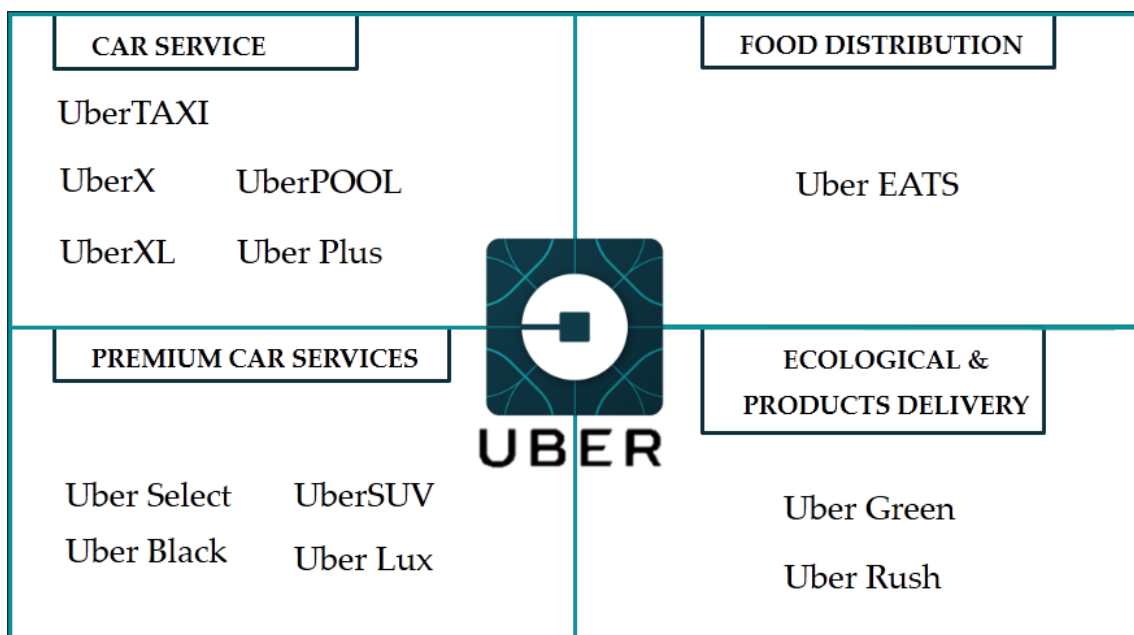 CAR SERVICE
UberTAXI
UberX UberPOOL
UberXL Uber Plus
FOOD DISTRIBUTION
Uber EATS
UBER
PREMIUM CAR SERVICES
Uber Select UberSUV
Uber Black Uber Lux
ECOLOGICAL &
PRODUCTS DELIVERY
Uber Green
Uber Rush